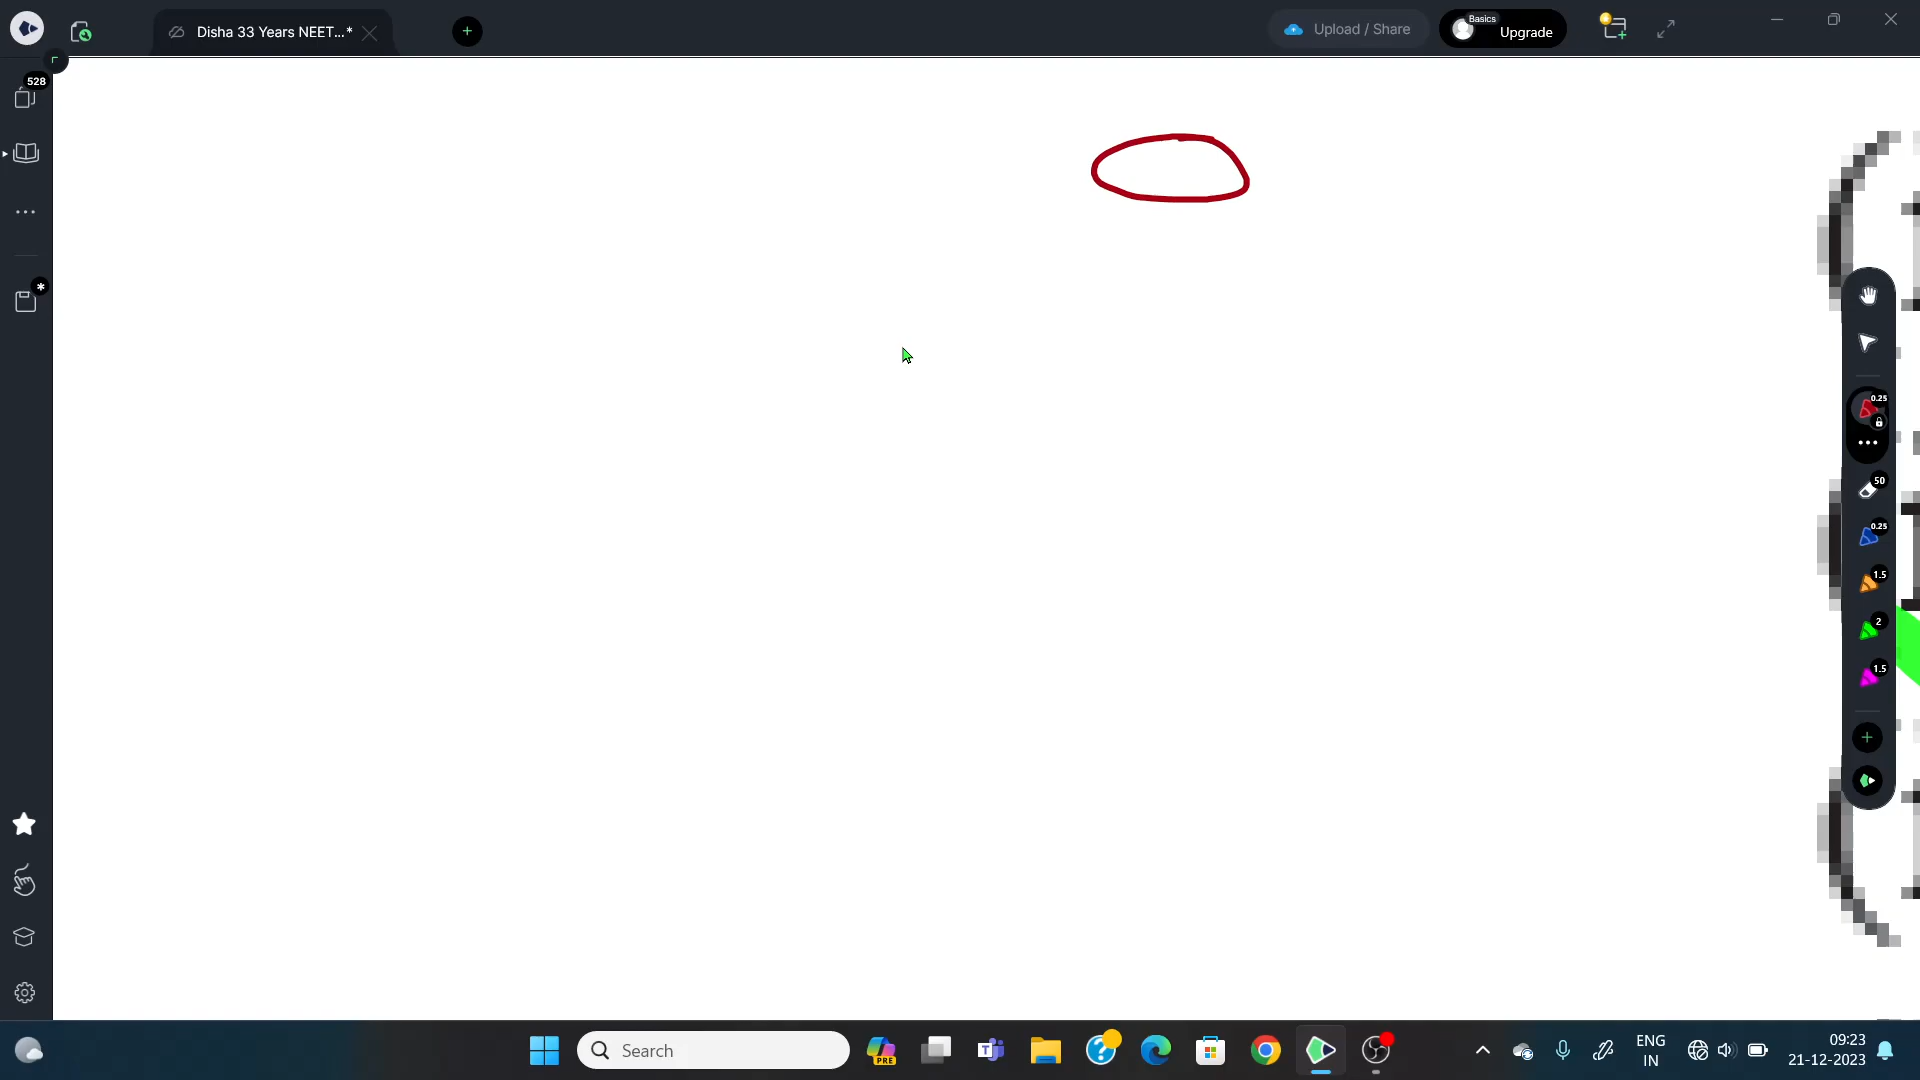 Disha 33 Years NEET...*
+
Upload / Share
Basics
Upgrade
528
*
0.25
50
0.25
1.5
2
1.5
+
Search
PRE
ENG
IN
09:23
21-12-2023